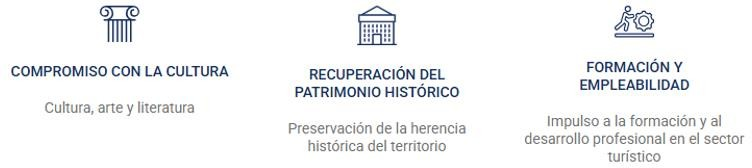 COMPROMISO CON LA CULTURA
Cultura, arte y literatura
RECUPERACIÓN DEL
PATRIMONIO HISTÓRICO
Preservación de la herencia
histórica del territorio
FORMACIÓN Y
EMPLEABILIDAD
Impulso a la formación y al
desarrollo profesional en el sector
turístico